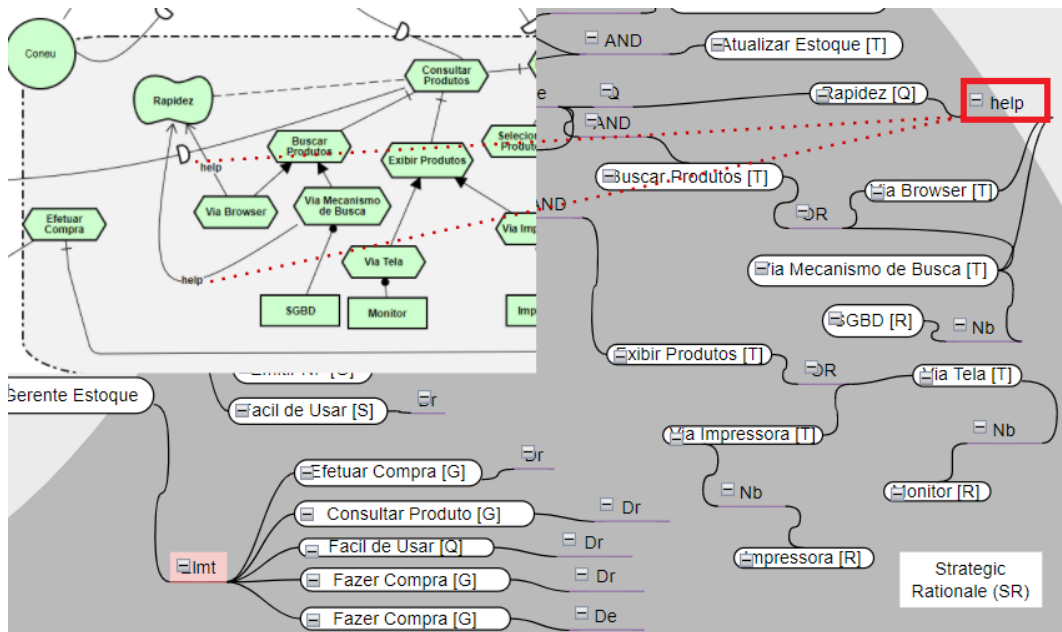 Coneu
Rapidez
Consultar
Produtos
Buscar
Produtos
Exibir Produtos
help
Via Browser
Via Mecanismo
de Busca
Efetuar
Compra
Via Tela
help
SGBD
Monitor
AND
Atualizar Estoque [T]
Rapidez [Q]
help
AND
Buscar Produtos [T]
Via Browser [T]
OR
AND
Via Mecanismo de Busca [T]
SGBD [R]
Nb
Exibir Produtos [T]
OR
Via Tela [T]
Gerente Estoque
Facil de Usar [S]
Dr
Via Impressora [T]
Nb
Efetuar Compra [G]
Dr
Nb
Monitor [R]
Consultar Produto [G]
Dr
Facil de Usar [Q]
Dr
Impressora [R]
Imt
Fazer Compra [G]
Dr
Fazer Compra [G]
De
Strategic
Rationale (SR)